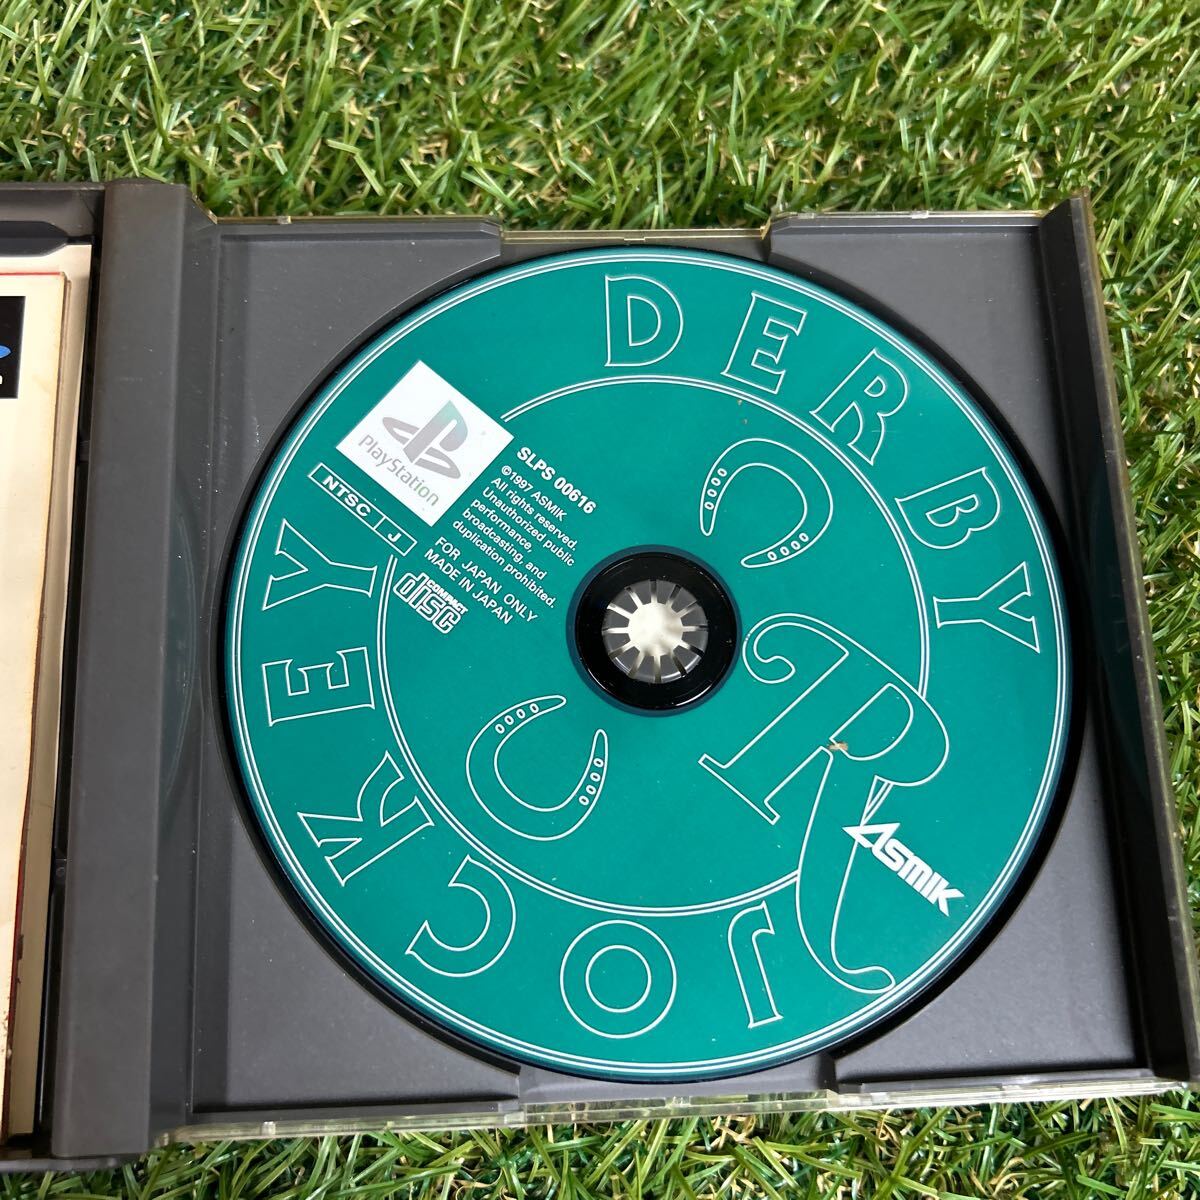 DERBY
JOCKEY
R
PlayStation
NTSC J
SLPS 00616
©1997 ASMIK
All rights reserved.
Unauthorized public
performance,
broadcasting, and
duplication prohibited.
FOR JAPAN ONLY
MADE IN JAPAN
COMPACT
disc
ASMIK